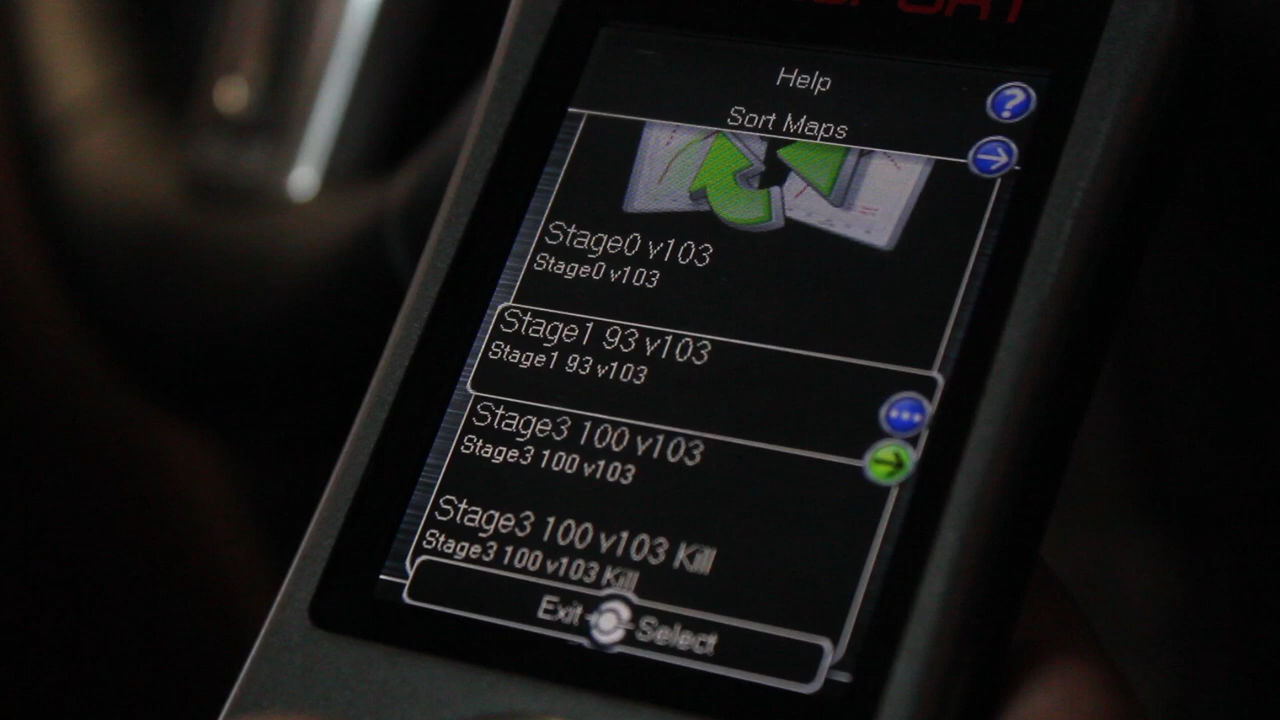 Help
Sort Maps
Stage0 v103
Stage0 v103
Stage1 93 v103
Stage1 93 v103
Stage3 100 v103
Stage3 100 v103
Stage3 100 v103 Kill
Stage3 100 v103 Kill
Exit Select